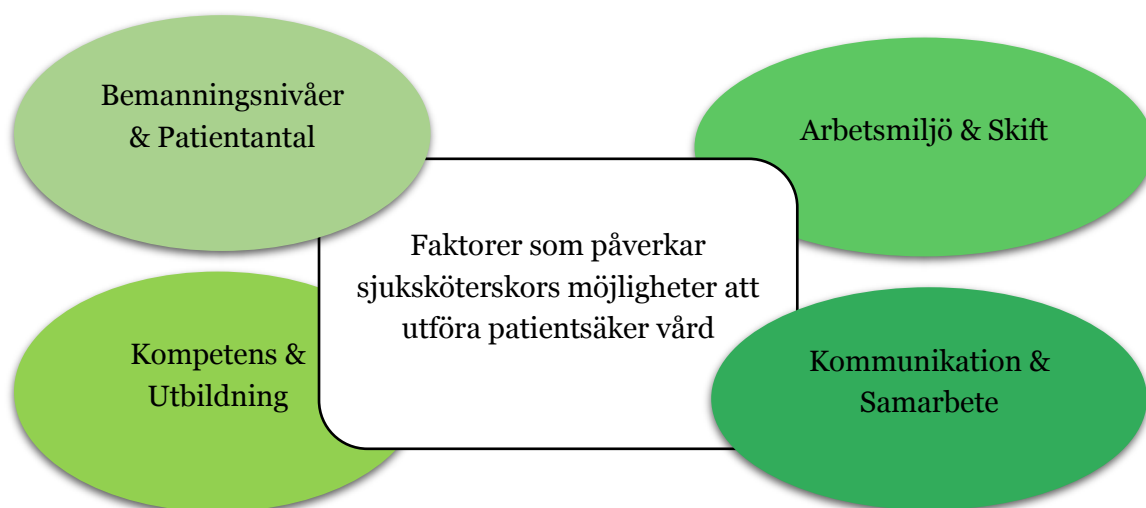 Bemanningsnivåer
& Patientantal
Arbetsmiljö & Skift
Faktorer som påverkar
sjuksköterskors möjligheter att
utföra patientsäker vård
Kompetens &
Utbildning
Kommunikation &
Samarbete